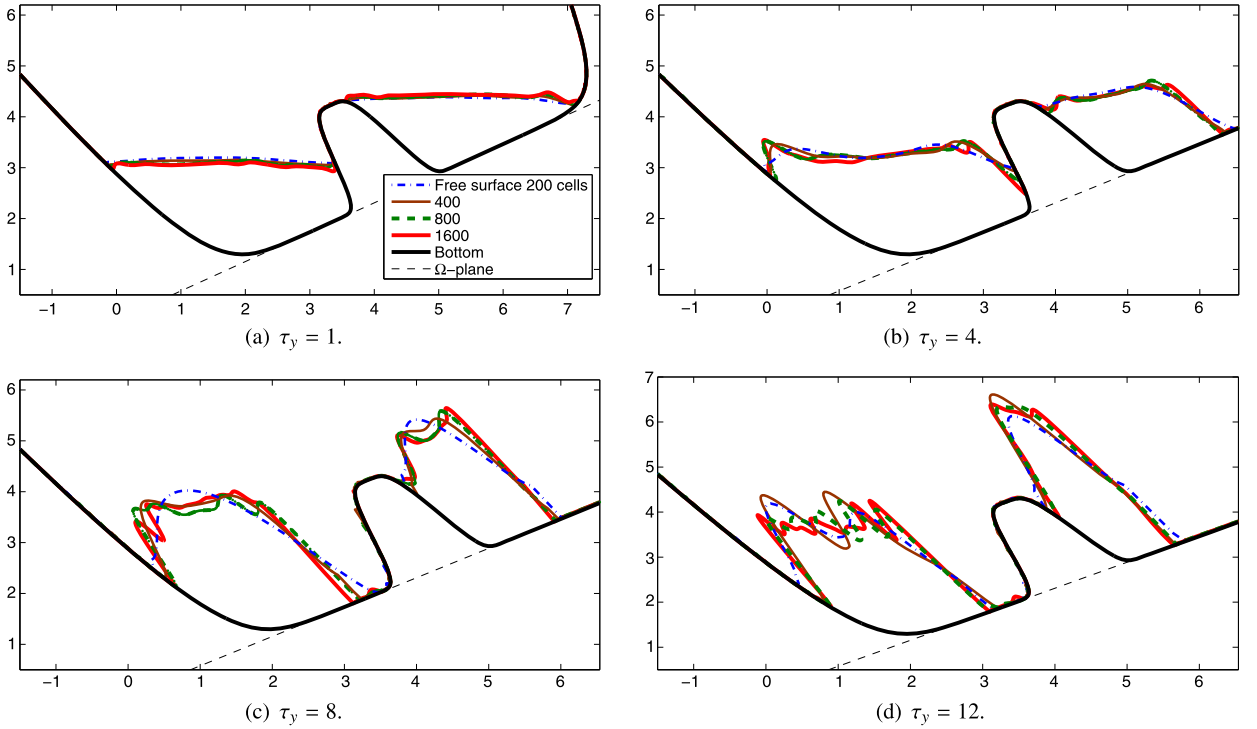 6
5
4
3
2
1
−1 0 1 2 3 4 5 6 7
Free surface 200 cells
400
800
1600
Bottom
Ω−plane
(a) τy = 1.
6
5
4
3
2
1
−1 0 1 2 3 4 5 6
(b) τy = 4.
6
5
4
3
2
1
−1 0 1 2 3 4 5 6
(c) τy = 8.
7
6
5
4
3
2
1
−1 0 1 2 3 4 5 6
(d) τy = 12.